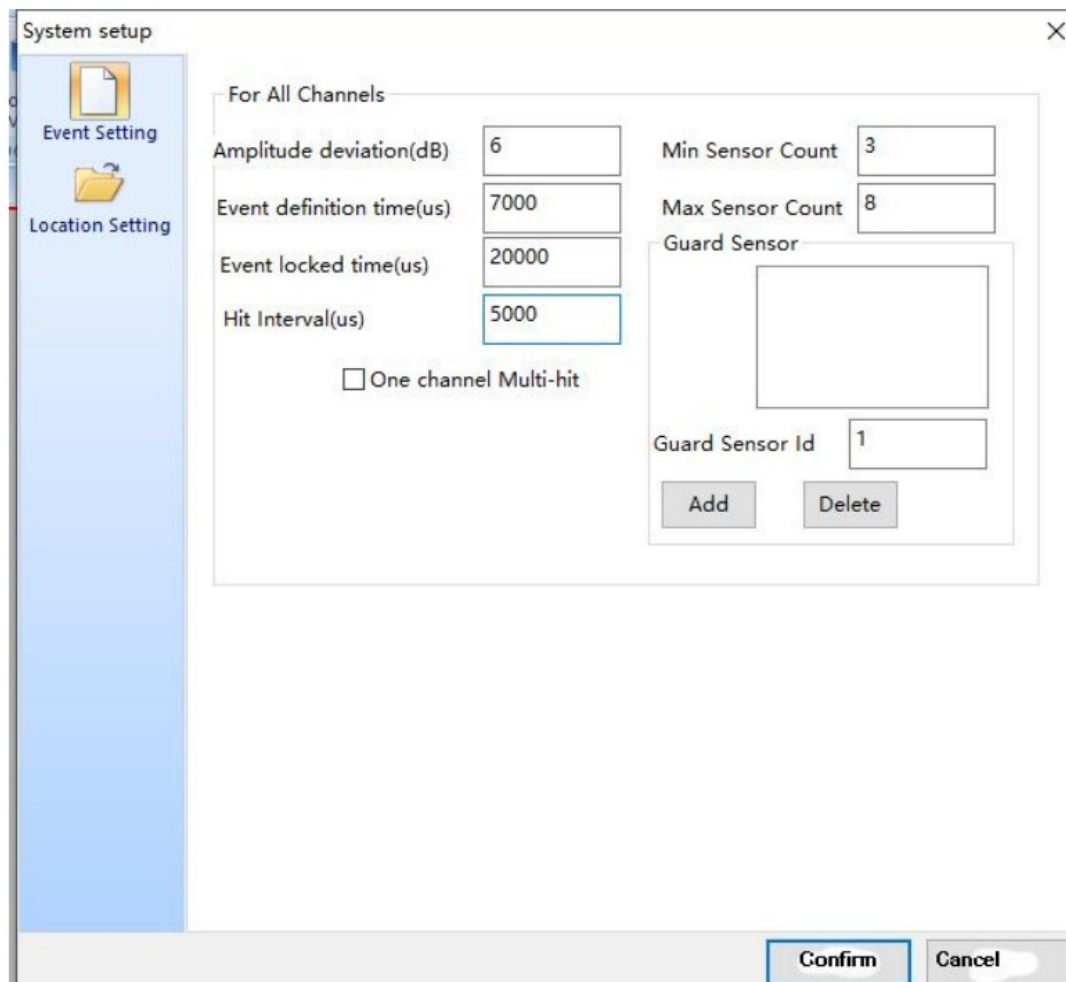 System setup
Event Setting
Location Setting
For All Channels
Amplitude deviation(dB) 6
Event definition time(us) 7000
Event locked time(us) 20000
Hit Interval(us) 5000
One channel Multi-hit
Min Sensor Count 3
Max Sensor Count 8
Guard Sensor
Guard Sensor Id 1
Add Delete
Confirm Cancel